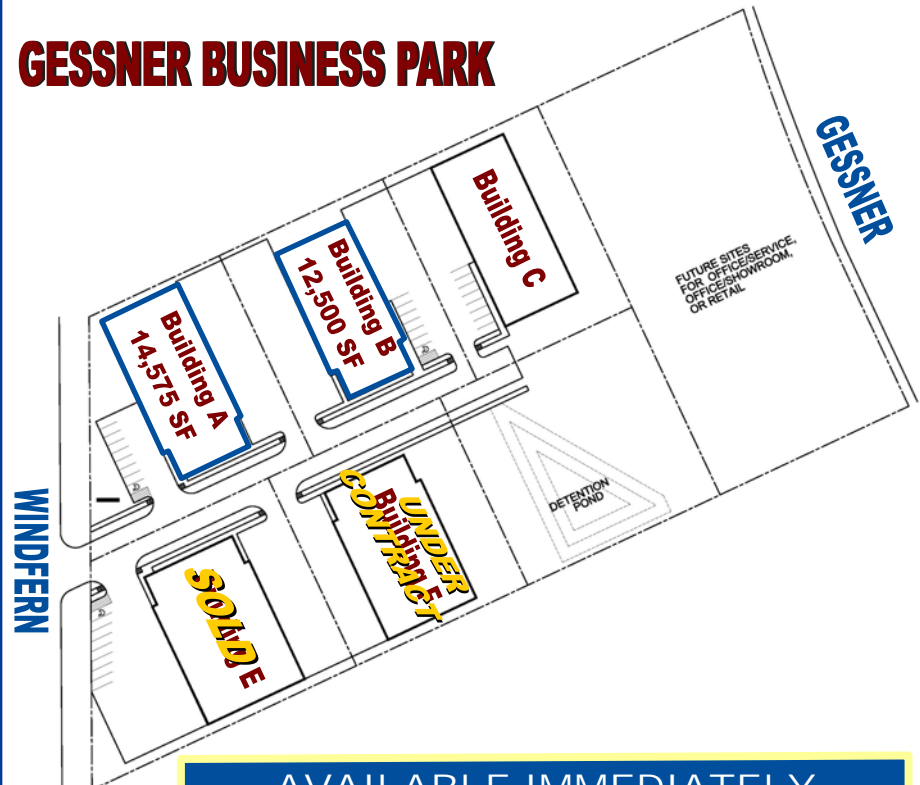 GESSNER BUSINESS PARK
GESSNER
Building C
Building B
12,500 SF
FUTURE SITES
FOR OFFICE/SERVICE,
OFFICE/SHOWROOM,
OR RETAIL
Building A
14,575 SF
WINDFERN
DETENTION
POND
Building
UNDER
CONTRACT
SOLD
E
AVAILABLE IMMEDIATELY